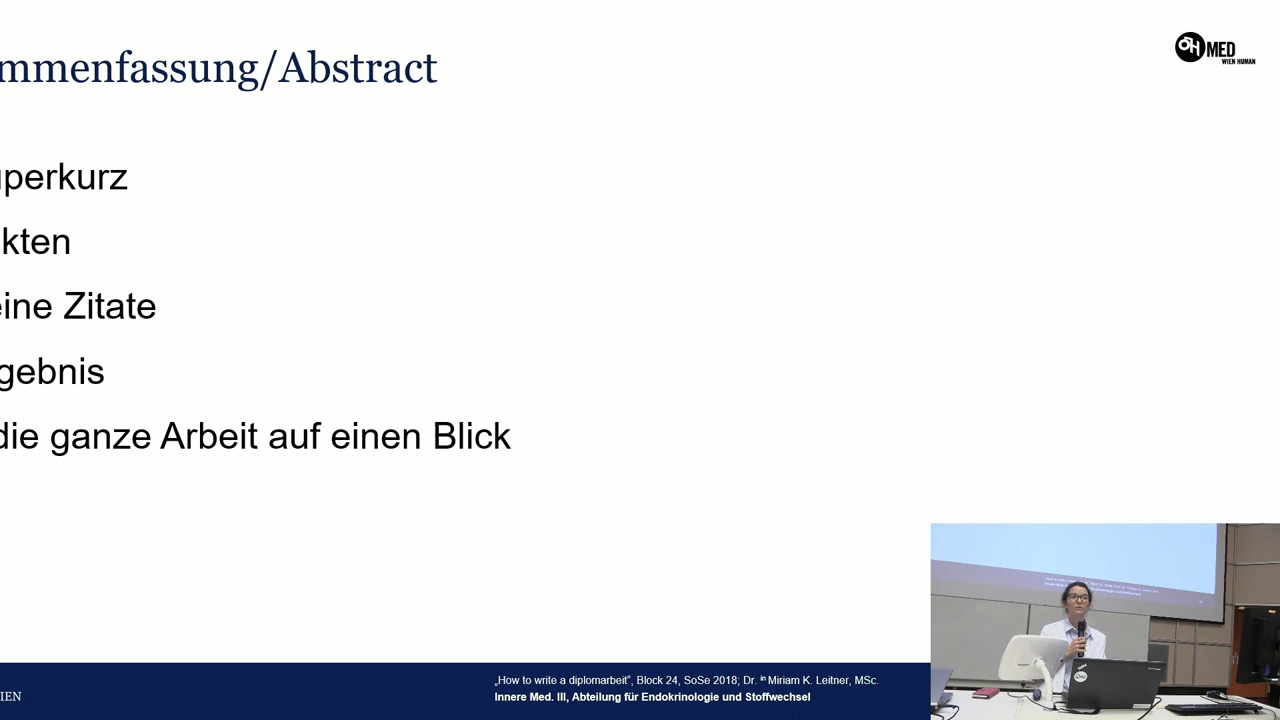 mmenfassung/Abstract
ÖH MED
WIEN HUMAN
perkurz
kten
eine Zitate
gebnis
die ganze Arbeit auf einen Blick
IEN
„How to write a diplomarbeit", Block 24, SoSe 2018; Dr. in Miriam K. Leitner, MSc.
Innere Med. III, Abteilung für Endokrinologie und Stoffwechsel